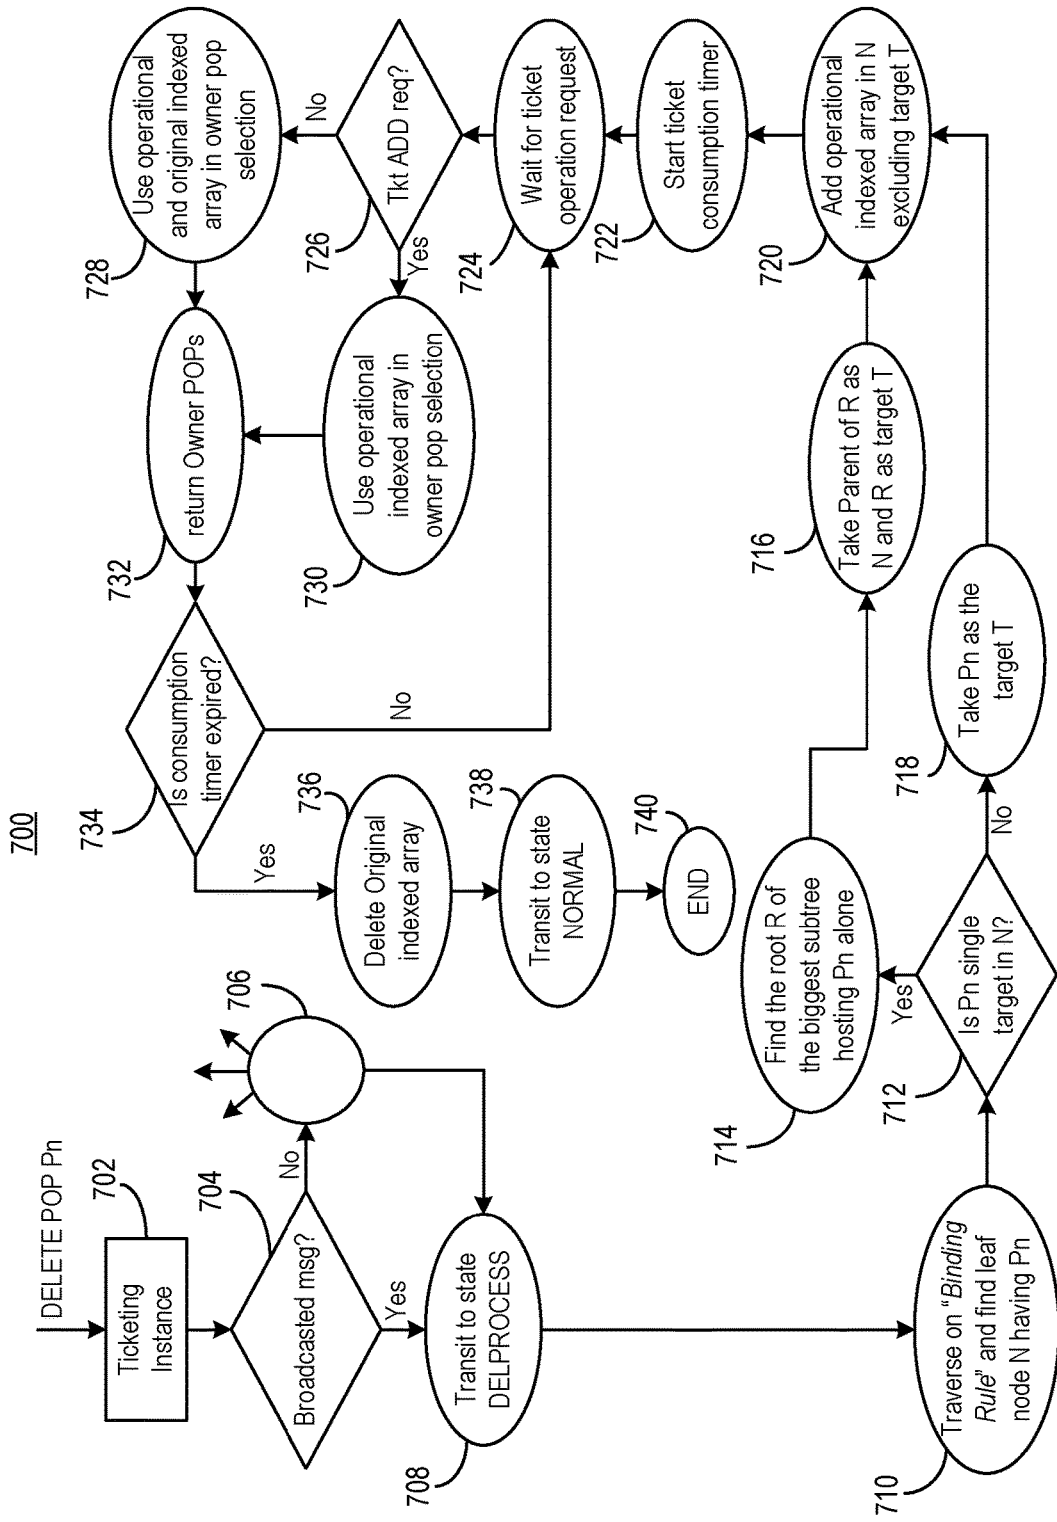 700
DELETE POP Pn
702
Ticketing
Instance
704
Broadcasted msg?
No
706
Yes
708
Transit to state
DELPROCESS
710
Traverse on "Binding
Rule" and find leaf
node N having Pn
712
Is Pn single
target in N?
Yes
No
714
Find the root R of
the biggest subtree
hosting Pn alone
716
Take Parent of R as
N and R as target T
718
Take Pn as the
target T
720
Add operational
indexed array in N
excluding target T
722
Start ticket
consumption timer
724
Wait for ticket
operation request
726
Tkt ADD req?
No
Yes
728
Use operational
and original indexed
array in owner pop
selection
730
Use operational
indexed array in
owner pop selection
732
return Owner POPs
734
Is consumption
timer expired?
No
Yes
736
Delete Original
indexed array
738
Transit to state
NORMAL
740
END